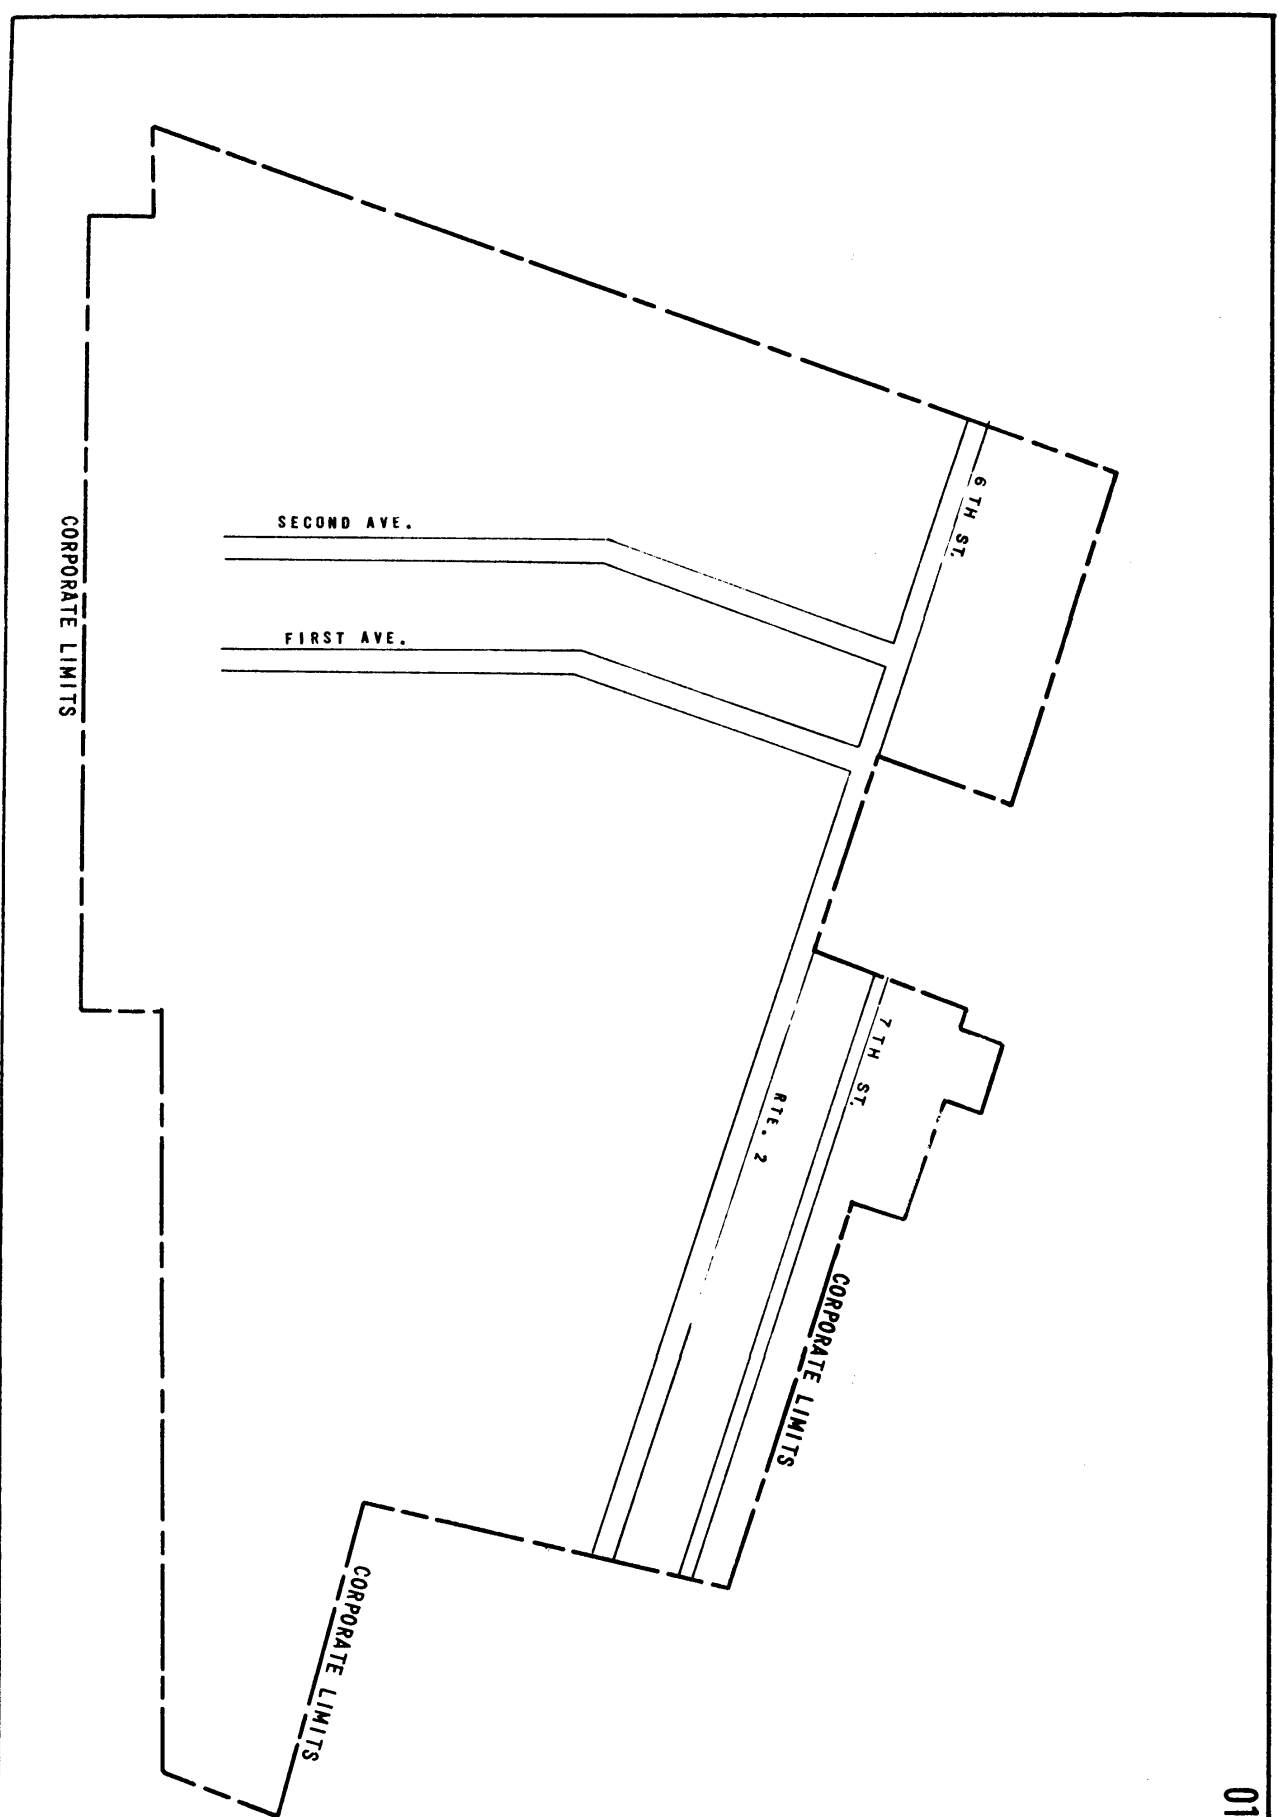 6 TH ST.
SECOND AVE.
FIRST AVE.
CORPORATE LIMITS
7 TH ST.
RTE. 2
CORPORATE LIMITS
CORPORATE LIMITS
01